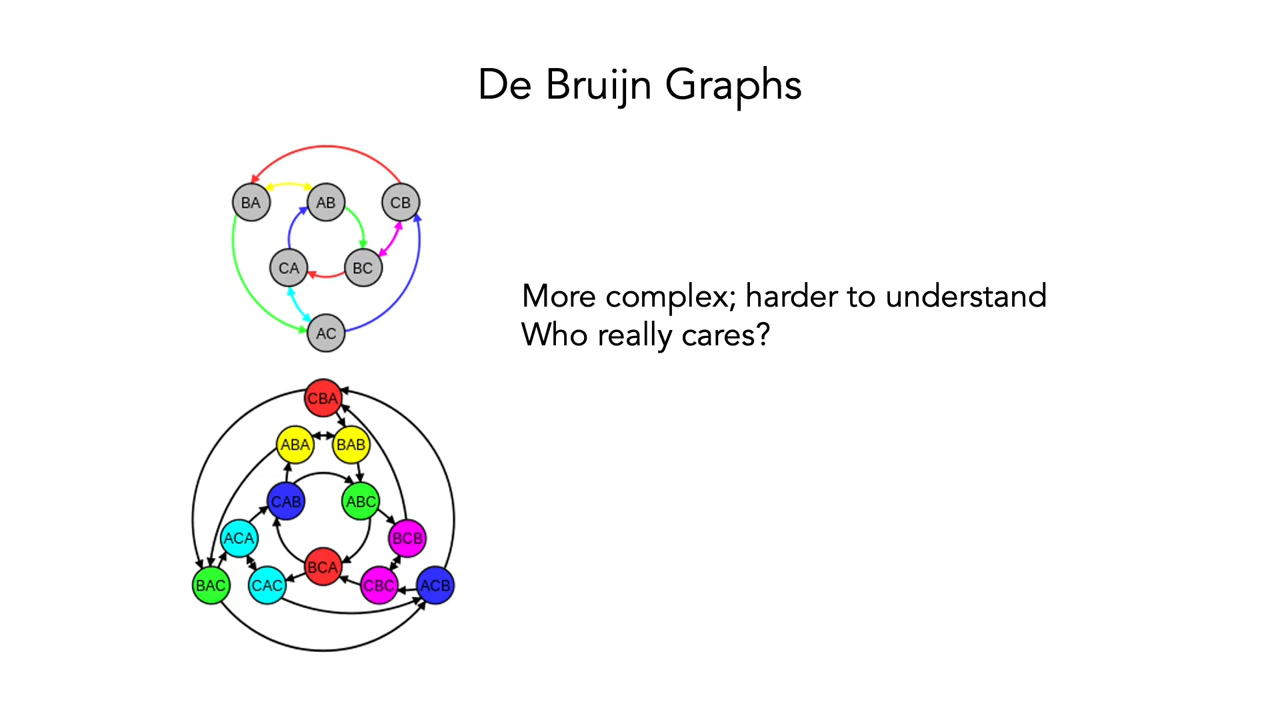 De Bruijn Graphs
BA
AB
CB
CA
BC
AC
More complex; harder to understand
Who really cares?
CBA
ABA
BAB
CAB
ABC
ACA
BCB
BCA
BAC
CAC
CBC
ACB